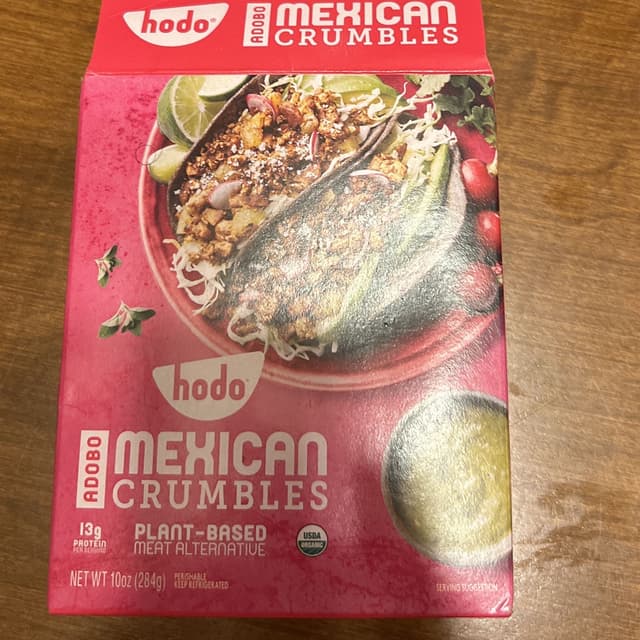 hodo®
ADOBO
MEXICAN
CRUMBLES
hodo®
ADOBO
MEXICAN
CRUMBLES
13g
PROTEIN
PER SERVING
PLANT-BASED
MEAT ALTERNATIVE
USDA
ORGANIC
NET WT 10oz (284g)
PERISHABLE
KEEP REFRIGERATED
SERVING SUGGESTION